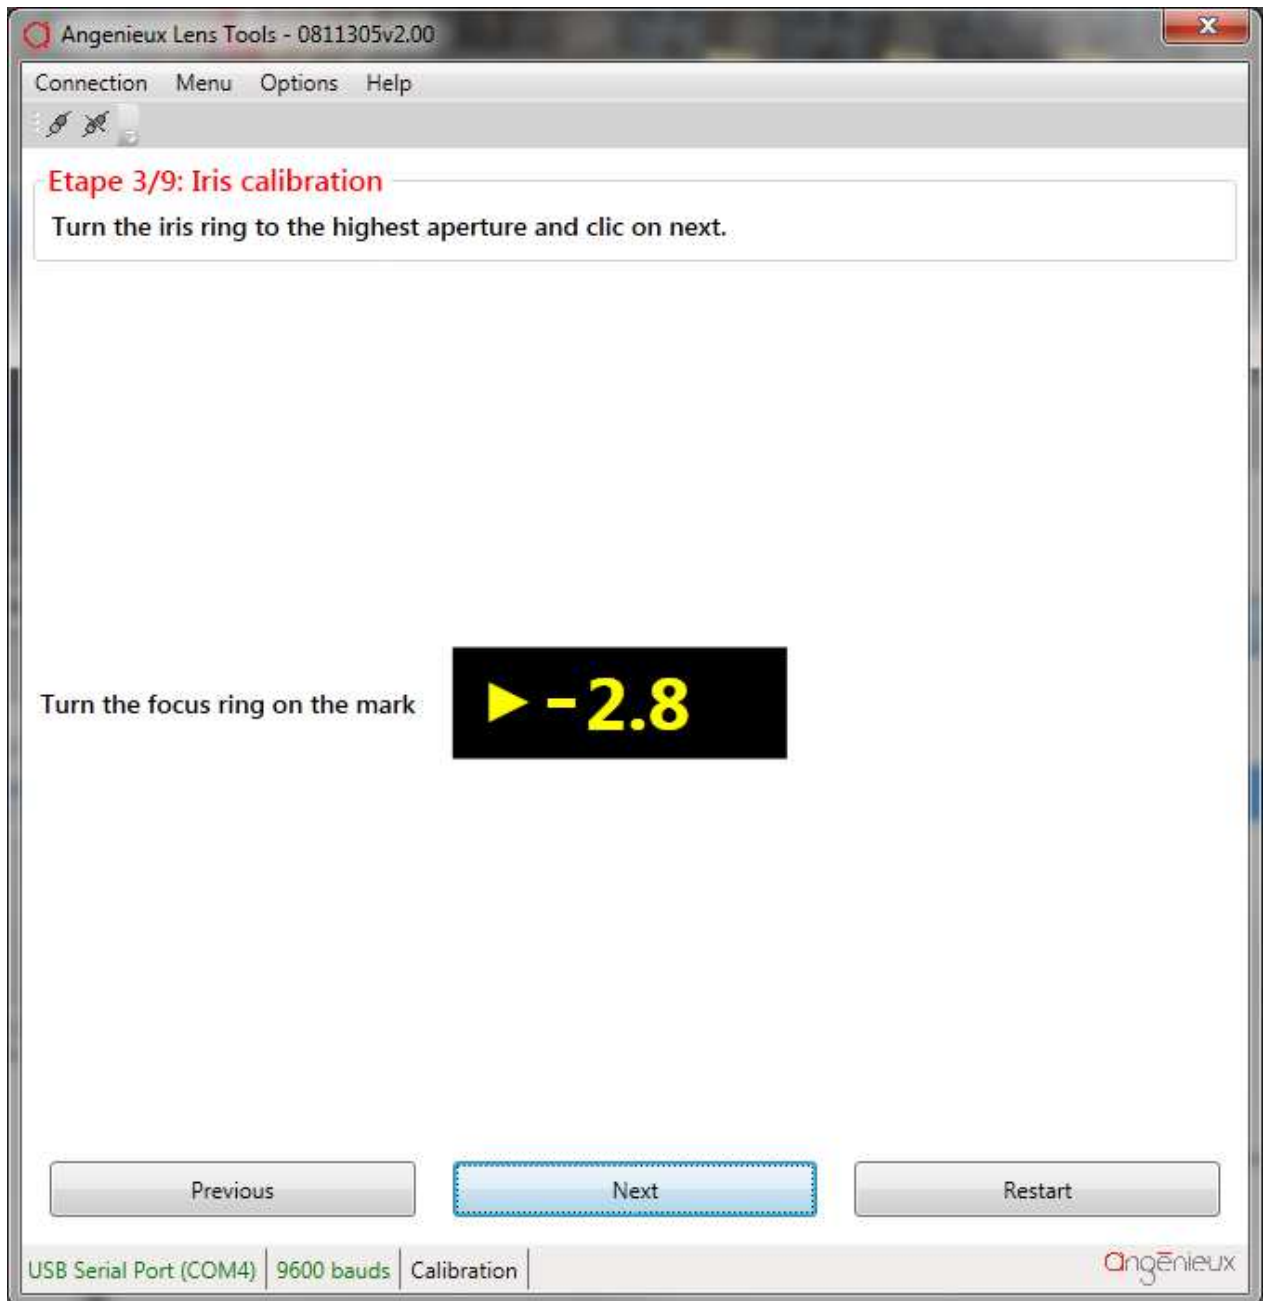 Angenieux Lens Tools - 0811305v2.00
Connection Menu Options Help
Etape 3/9: Iris calibration
Turn the iris ring to the highest aperture and clic on next.
Turn the focus ring on the mark
►-2.8
Previous Next Restart
USB Serial Port (COM4) 9600 bauds Calibration
angēnieux